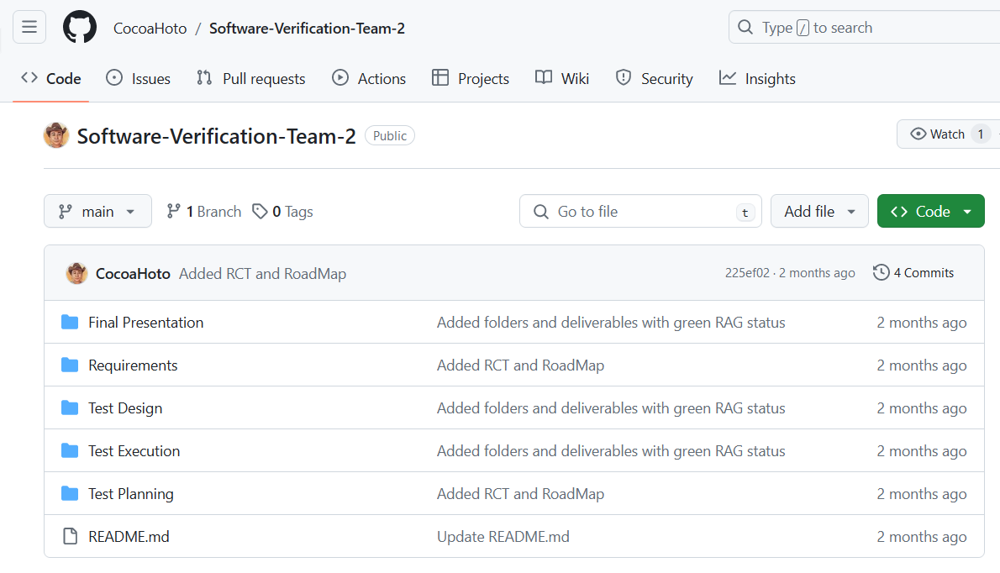 CocoaHoto / Software-Verification-Team-2 Type / to search
Code Issues Pull requests Actions Projects Wiki Security Insights
Software-Verification-Team-2 Public Watch 1
main 1 Branch 0 Tags Go to file t Add file Code
CocoaHoto Added RCT and RoadMap 225ef02 · 2 months ago 4 Commits
Final Presentation Added folders and deliverables with green RAG status 2 months ago
Requirements Added RCT and RoadMap 2 months ago
Test Design Added folders and deliverables with green RAG status 2 months ago
Test Execution Added folders and deliverables with green RAG status 2 months ago
Test Planning Added RCT and RoadMap 2 months ago
README.md Update README.md 2 months ago